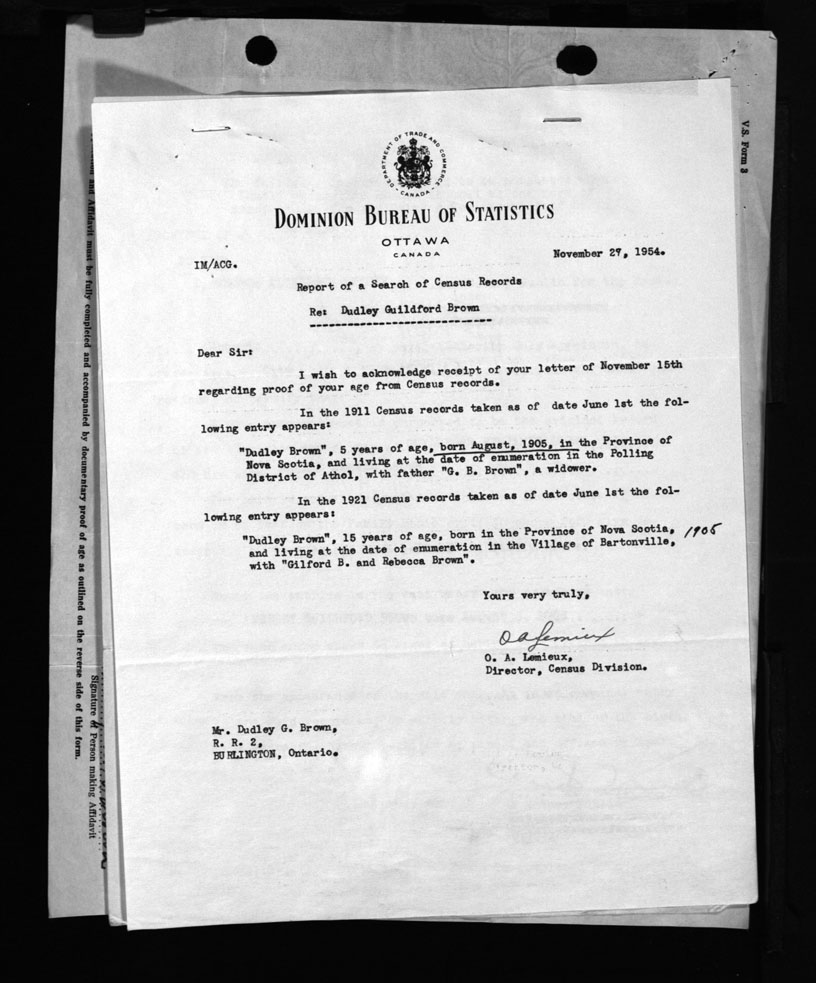 V.S. Form 3
DEPARTMENT OF TRADE AND COMMERCE
CANADA
DOMINION BUREAU OF STATISTICS
OTTAWA
CANADA
IM/ACG.
November 27, 1954.
Report of a Search of Census Records
Re: Dudley Guildford Brown
Dear Sir:
I wish to acknowledge receipt of your letter of November 15th
regarding proof of your age from Census records.
In the 1911 Census records taken as of date June 1st the fol-
lowing entry appears:
"Dudley Brown", 5 years of age, born August, 1905, in the Province of
Nova Scotia, and living at the date of enumeration in the Polling
District of Athol, with father "G. B. Brown", a widower.
In the 1921 Census records taken as of date June 1st the fol-
lowing entry appears:
"Dudley Brown", 15 years of age, born in the Province of Nova Scotia, 1905
and living at the date of enumeration in the Village of Bartonville,
with "Gilford B. and Rebecca Brown".
Yours very truly,
O A Lemieux
O. A. Lemieux,
Director, Census Division.
Mr. Dudley G. Brown,
R. R. 2,
BURLINGTON, Ontario.
and Affidavit must be fully completed and accompanied by documentary proof of age as outlined on the reverse side of this form.
Signature of Person making Affidavit